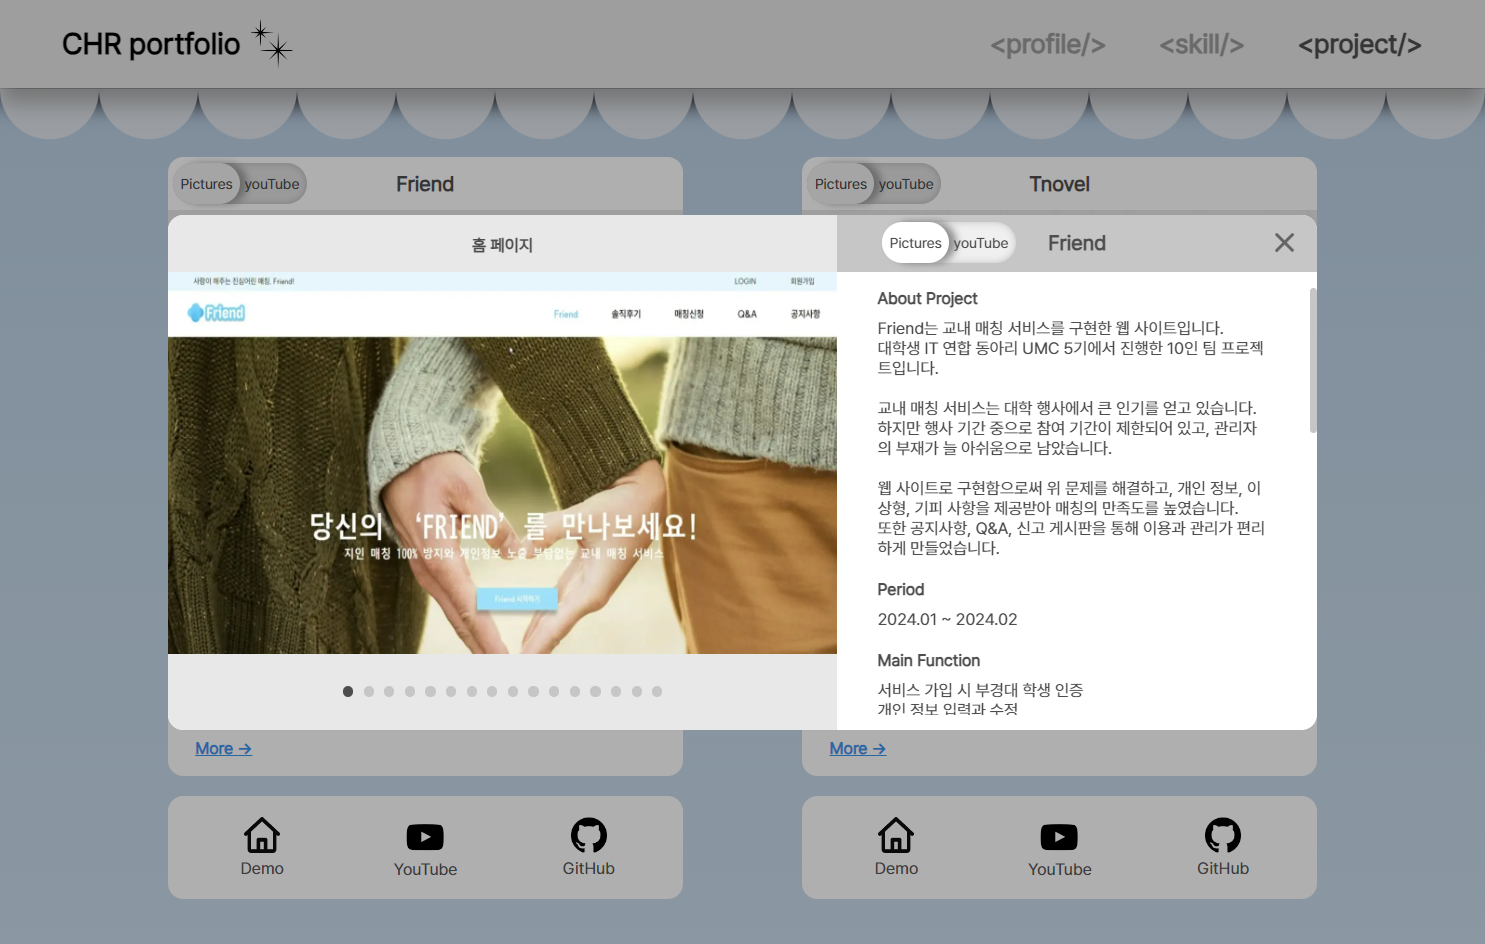 CHR portfolio
<profile/>
<skill/>
<project/>
Pictures
youTube
Friend
Pictures
youTube
Tnovel
홈 페이지
사람이 해주는 진심어린 매칭, Friend!
LOGIN
회원가입
Friend
Friend
솔직후기
매칭신청
Q&A
공지사항
당신의 ‘FRIEND’를 만나보세요!
지인 매칭 100% 방지와 개인정보 노출 부담없는 교내 매칭 서비스
Friend 시작하기
Pictures
youTube
Friend
About Project
Friend는 교내 매칭 서비스를 구현한 웹 사이트입니다.
대학생 IT 연합 동아리 UMC 5기에서 진행한 10인 팀 프로젝
트입니다.
교내 매칭 서비스는 대학 행사에서 큰 인기를 얻고 있습니다.
하지만 행사 기간 중으로 참여 기간이 제한되어 있고, 관리자
의 부재가 늘 아쉬움으로 남았습니다.
웹 사이트로 구현함으로써 위 문제를 해결하고, 개인 정보, 이
상형, 기피 사항을 제공받아 매칭의 만족도를 높였습니다.
또한 공지사항, Q&A, 신고 게시판을 통해 이용과 관리가 편리
하게 만들었습니다.
Period
2024.01 ~ 2024.02
Main Function
서비스 가입 시 부경대 학생 인증
개인 정보 입력과 수정
More →
More →
Demo
YouTube
GitHub
Demo
YouTube
GitHub